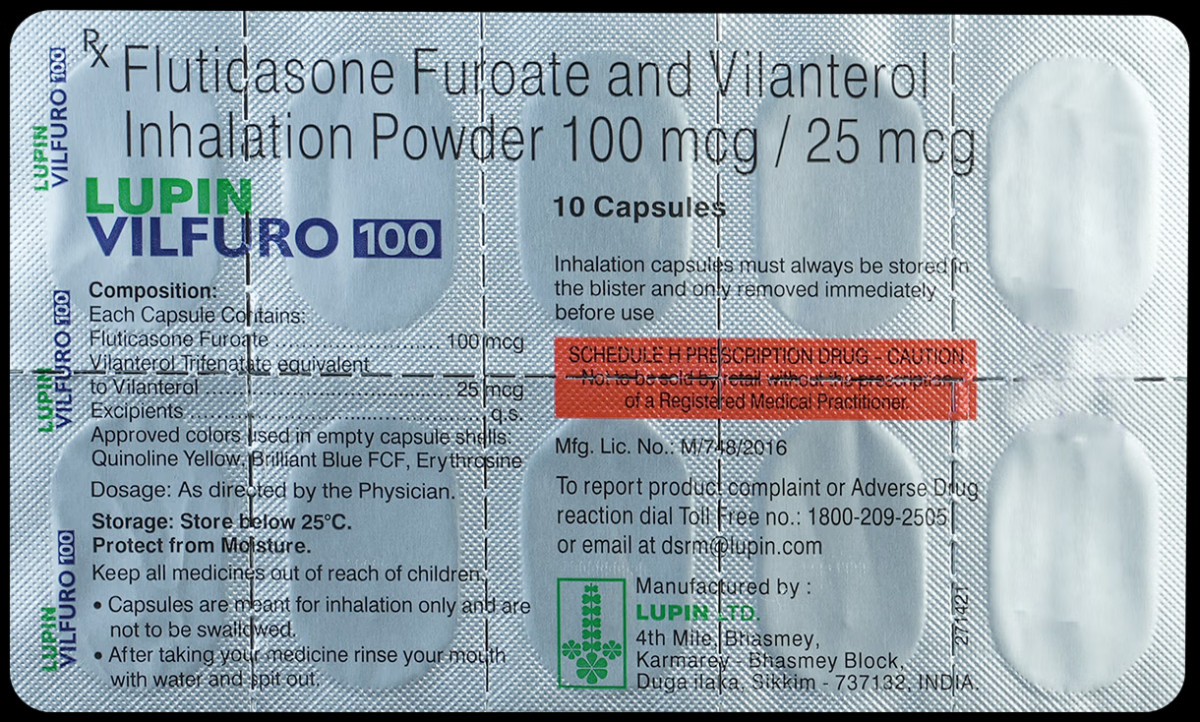 Rx Fluticasone Furoate and Vilanterol
Inhalation Powder 100 mcg / 25 mcg
LUPIN
VILFURO 100
Composition:
Each Capsule Contains:
Fluticasone Furoate ........................... 100 mcg
Vilanterol Trifenatate equivalent
to Vilanterol ...................................... 25 mcg
Excipients ............................................ q.s.
Approved colors used in empty capsule shells:
Quinoline Yellow, Brilliant Blue FCF, Erythrosine
Dosage: As directed by the Physician.
Storage: Store below 25°C.
Protect from Moisture.
Keep all medicines out of reach of children.
• Capsules are meant for inhalation only and are
not to be swallowed.
• After taking your medicine rinse your mouth
with water and spit out.
10 Capsules
Inhalation capsules must always be stored in
the blister and only removed immediately
before use
SCHEDULE H PRESCRIPTION DRUG - CAUTION
Not to be sold by retail without the prescription
of a Registered Medical Practitioner.
Mfg. Lic. No.: M/748/2016
To report product complaint or Adverse Drug
reaction dial Toll Free no.: 1800-209-2505
or email at dsrm@lupin.com
Manufactured by :
LUPIN LTD.
4th Mile, Bhasmey,
Karmarey - Bhasmey Block,
Duga ilaka, Sikkim - 737132, INDIA.
271421
LUPIN
VILFURO 100
LUPIN
VILFURO 100
LUPIN
VILFURO 100